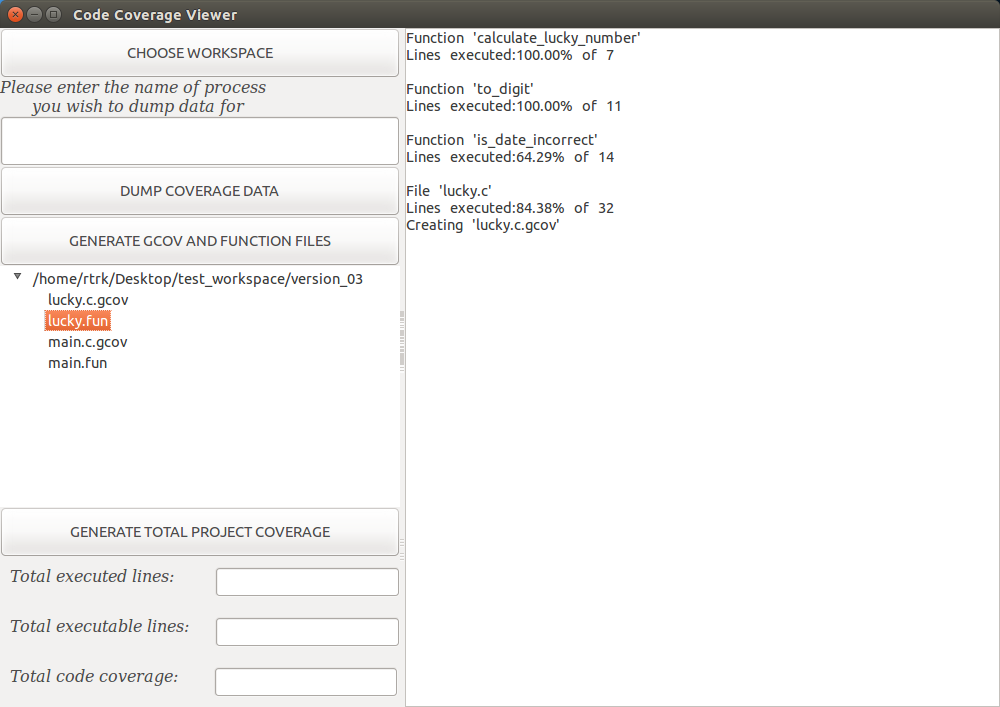 Code Coverage Viewer
CHOOSE WORKSPACE
Please enter the name of process
you wish to dump data for
DUMP COVERAGE DATA
GENERATE GCOV AND FUNCTION FILES
/home/rtrk/Desktop/test_workspace/version_03
lucky.c.gcov
lucky.fun
main.c.gcov
main.fun
GENERATE TOTAL PROJECT COVERAGE
Total executed lines:
Total executable lines:
Total code coverage:
Function 'calculate_lucky_number'
Lines executed:100.00% of 7
Function 'to_digit'
Lines executed:100.00% of 11
Function 'is_date_incorrect'
Lines executed:64.29% of 14
File 'lucky.c'
Lines executed:84.38% of 32
Creating 'lucky.c.gcov'